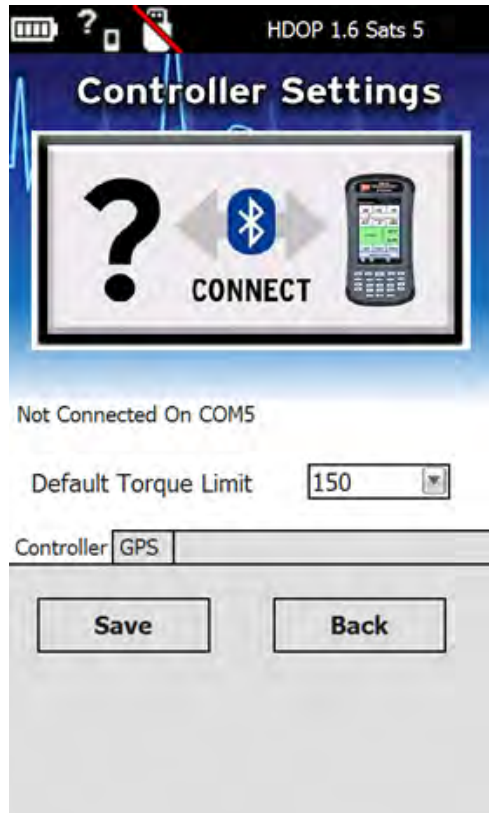 ? HDOP 1.6 Sats 5
Controller Settings
?
CONNECT
Not Connected On COM5
Default Torque Limit 150
Controller GPS
Save Back